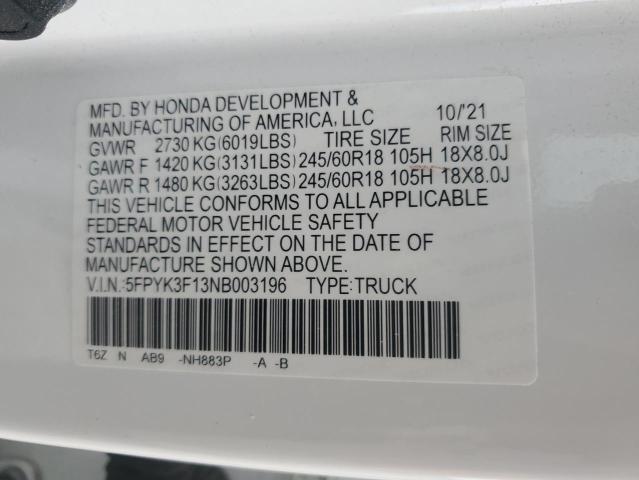 MFD. BY HONDA DEVELOPMENT & 10/'21
MANUFACTURING OF AMERICA, LLC
GVWR 2730 KG(6019LBS) TIRE SIZE RIM SIZE
GAWR F 1420 KG(3131LBS)245/60R18 105H 18X8.0J
GAWR R 1480 KG(3263LBS)245/60R18 105H 18X8.0J
THIS VEHICLE CONFORMS TO ALL APPLICABLE
FEDERAL MOTOR VEHICLE SAFETY
STANDARDS IN EFFECT ON THE DATE OF
MANUFACTURE SHOWN ABOVE.
V.I.N.:5FPYK3F13NB003196 TYPE:TRUCK
T6Z N AB9 -NH883P -A -B